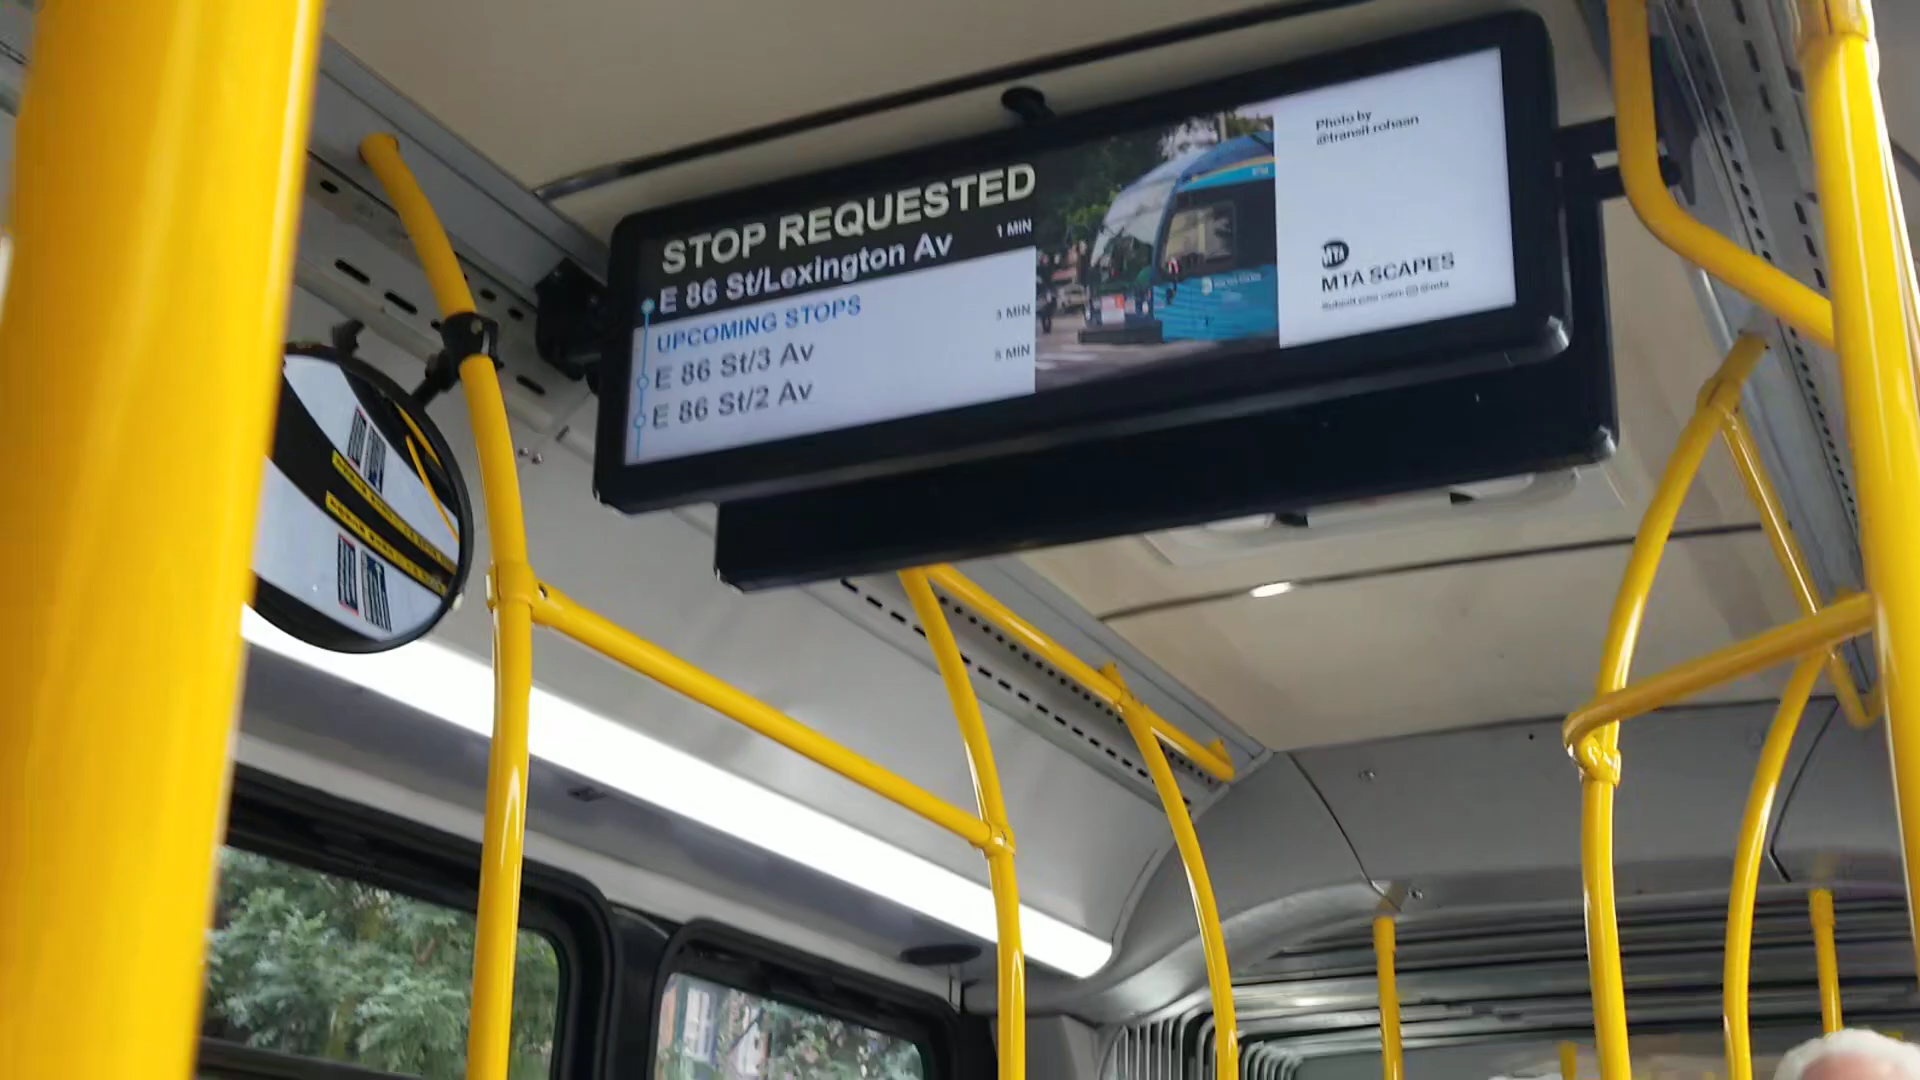 STOP REQUESTED
E 86 St/Lexington Av 1 MIN
UPCOMING STOPS
E 86 St/3 Av 3 MIN
E 86 St/2 Av 5 MIN
Photo by
@transit.rohaan
MTA
MTA SCAPES